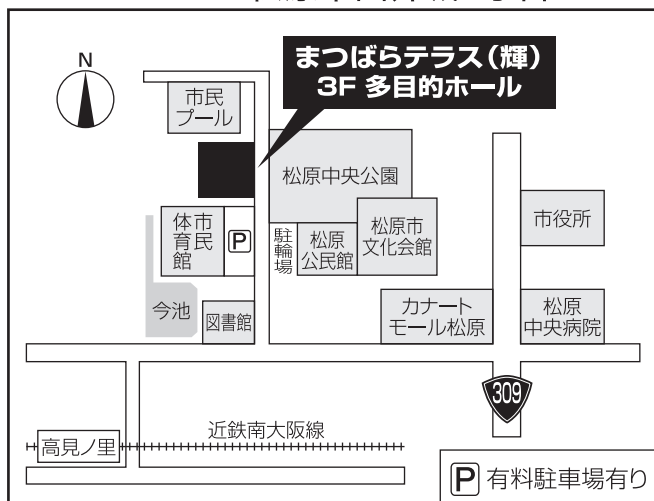 N
まつばらテラス（輝）
3F 多目的ホール
市民
プール
松原中央公園
市民
体育館
P
駐輪場
松原
公民館
松原市
文化会館
市役所
今池
図書館
カナート
モール松原
松原
中央病院
309
近鉄南大阪線
高見ノ里
P 有料駐車場有り